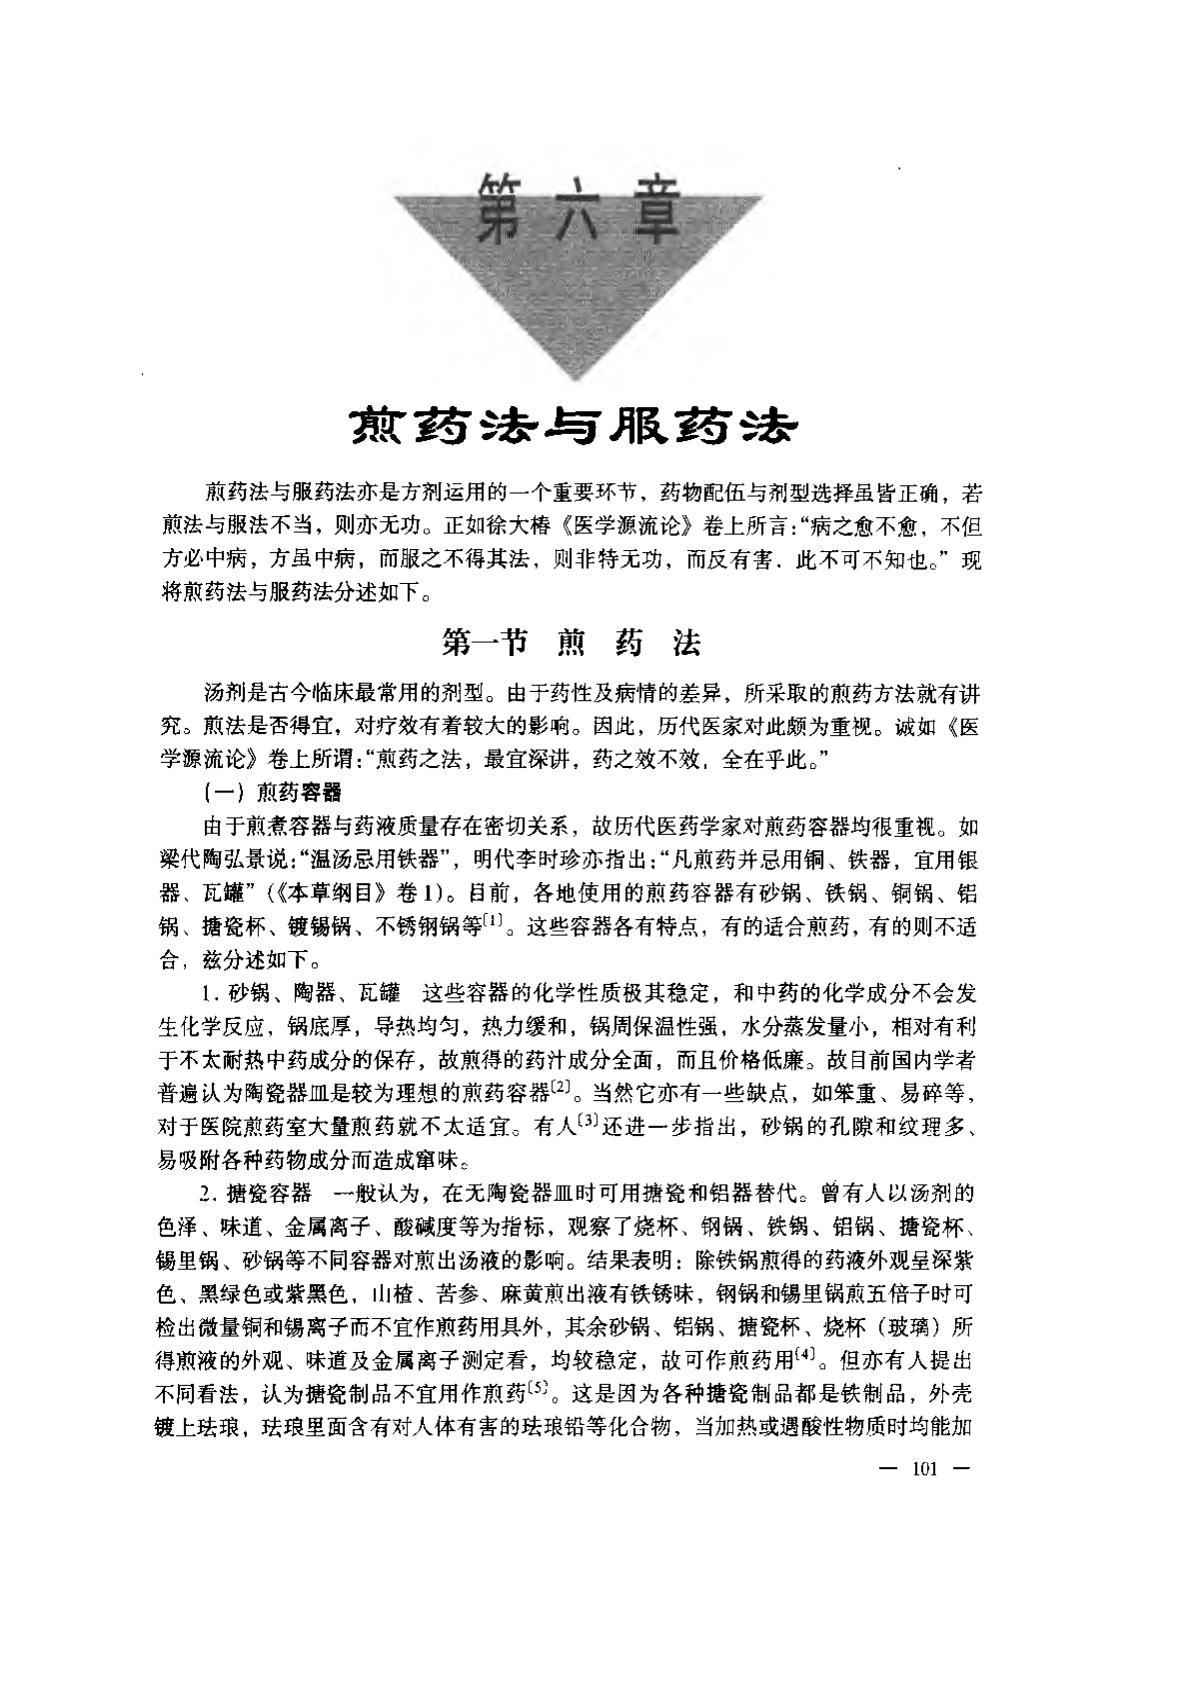 第六章
煎药法与服药法
煎药法与服药法亦是方剂运用的一个重要环节，药物配伍与剂型选择虽皆正确，若
煎法与服法不当，则亦无功。正如徐大椿《医学源流论》卷上所言：“病之愈不愈，不但
方必中病，方虽中病，而服之不得其法，则非特无功，而反有害．此不可不知也。”现
将煎药法与服药法分述如下。
第一节 煎 药 法
汤剂是古今临床最常用的剂型。由于药性及病情的差异，所采取的煎药方法就有讲
究。煎法是否得宜，对疗效有着较大的影响。因此，历代医家对此颇为重视。诚如《医
学源流论》卷上所谓：“煎药之法，最宜深讲，药之效不效，全在乎此。”
（一）煎药容器
由于煎煮容器与药液质量存在密切关系，故历代医药学家对煎药容器均很重视。如
梁代陶弘景说：“温汤忌用铁器”，明代李时珍亦指出：“凡煎药并忌用铜、铁器，宜用银
器、瓦罐”（《本草纲目》卷1）。目前，各地使用的煎药容器有砂锅、铁锅、铜锅、铝
锅、搪瓷杯、镀锡锅、不锈钢锅等〔1〕。这些容器各有特点，有的适合煎药，有的则不适
合，兹分述如下。
1. 砂锅、陶器、瓦罐 这些容器的化学性质极其稳定，和中药的化学成分不会发
生化学反应，锅底厚，导热均匀，热力缓和，锅周保温性强，水分蒸发量小，相对有利
于不太耐热中药成分的保存，故煎得的药汁成分全面，而且价格低廉。故目前国内学者
普遍认为陶瓷器皿是较为理想的煎药容器〔2〕。当然它亦有一些缺点，如笨重、易碎等，
对于医院煎药室大量煎药就不太适宜。有人〔3〕还进一步指出，砂锅的孔隙和纹理多、
易吸附各种药物成分而造成窜味。
2. 搪瓷容器 一般认为，在无陶瓷器皿时可用搪瓷和铝器替代。曾有人以汤剂的
色泽、味道、金属离子、酸碱度等为指标，观察了烧杯、钢锅、铁锅、铝锅、搪瓷杯、
锡里锅、砂锅等不同容器对煎出汤液的影响。结果表明：除铁锅煎得的药液外观呈深紫
色、黑绿色或紫黑色，山楂、苦参、麻黄煎出液有铁锈味，钢锅和锡里锅煎五倍子时可
检出微量铜和锡离子而不宜作煎药用具外，其余砂锅、铝锅、搪瓷杯、烧杯（玻璃）所
得煎液的外观、味道及金属离子测定看，均较稳定，故可作煎药用〔4〕。但亦有人提出
不同看法，认为搪瓷制品不宜用作煎药〔5〕。这是因为各种搪瓷制品都是铁制品，外壳
镀上珐琅，珐琅里面含有对人体有害的珐琅铅等化合物，当加热或遇酸性物质时均能加
— 101 —